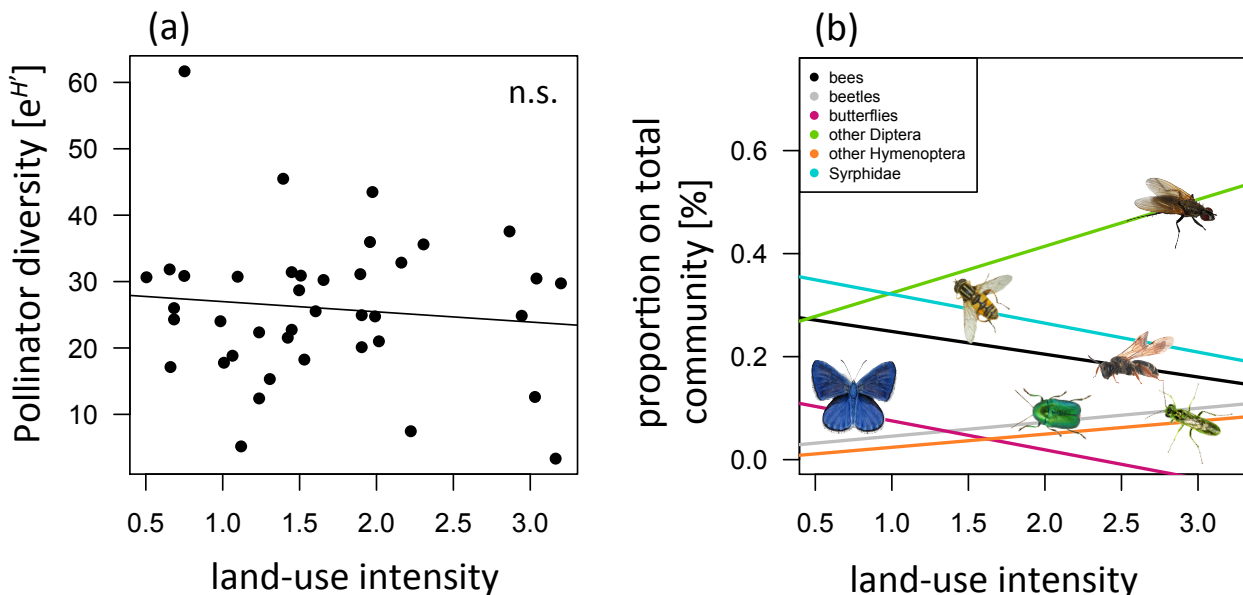 (a)
Pollinator diversity [e^H']
n.s.
60
50
40
30
20
10
0.5 1.0 1.5 2.0 2.5 3.0
land-use intensity
(b)
proportion on total
community [%]
bees
beetles
butterflies
other Diptera
other Hymenoptera
Syrphidae
0.6
0.4
0.2
0.0
0.5 1.0 1.5 2.0 2.5 3.0
land-use intensity